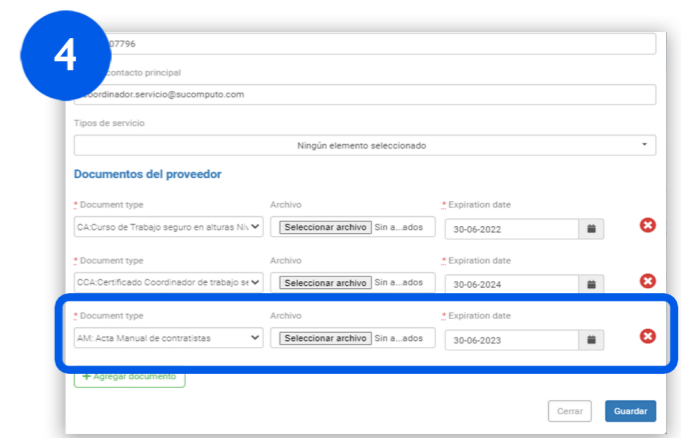 4
07796
contacto principal
coordinador.servicio@sucomputo.com
Tipos de servicio
Ningún elemento seleccionado
Documentos del proveedor
* Document type Archivo * Expiration date
CA:Curso de Trabajo seguro en alturas Niv Seleccionar archivo Sin a...ados 30-06-2022
* Document type Archivo * Expiration date
CCA:Certificado Coordinador de trabajo se Seleccionar archivo Sin a...ados 30-06-2024
* Document type Archivo * Expiration date
AM: Acta Manual de contratistas Seleccionar archivo Sin a...ados 30-06-2023
+ Agregar documento
Cerrar Guardar